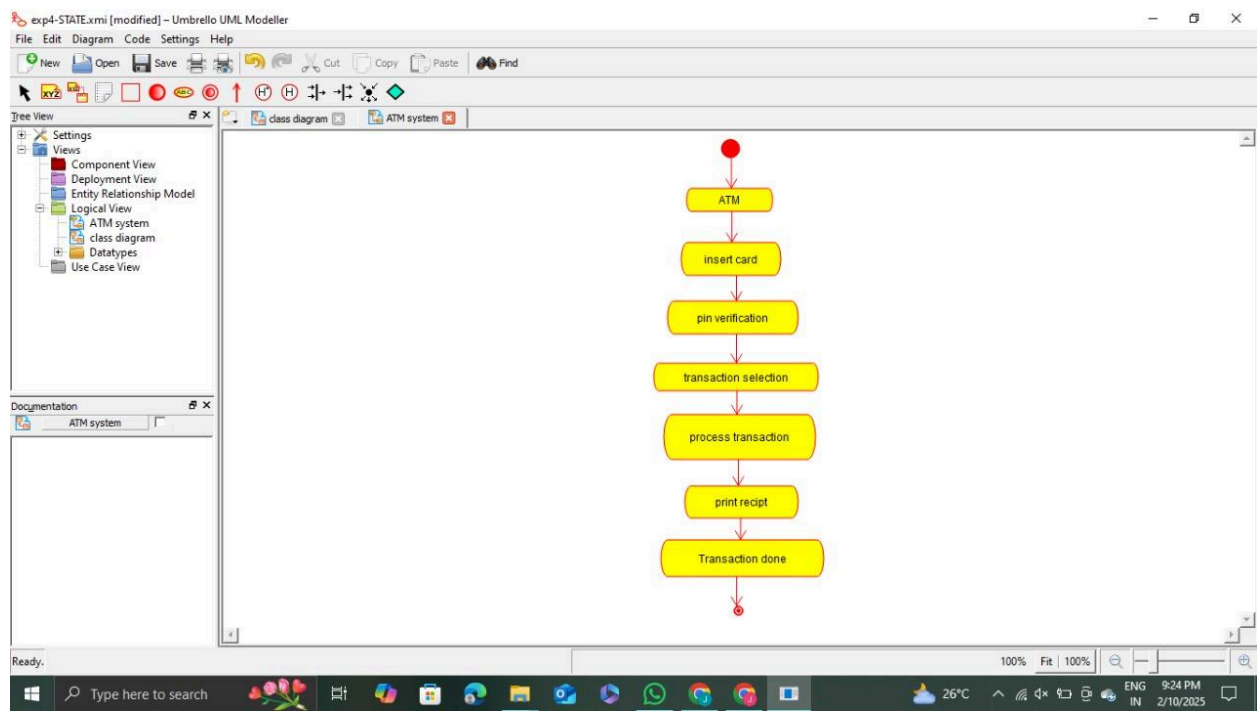 exp4-STATE.xmi [modified] – Umbrello UML Modeller
File Edit Diagram Code Settings Help
New Open Save Cut Copy Paste Find
XYZ ABC H* H
Tree View
class diagram ATM system
Settings
Views
Component View
Deployment View
Entity Relationship Model
Logical View
ATM system
class diagram
Datatypes
Use Case View
Documentation
ATM system
ATM
insert card
pin verification
transaction selection
process transaction
print recipt
Transaction done
Ready.
100% Fit 100%
Type here to search
26°C
ENG
IN
9:24 PM
2/10/2025